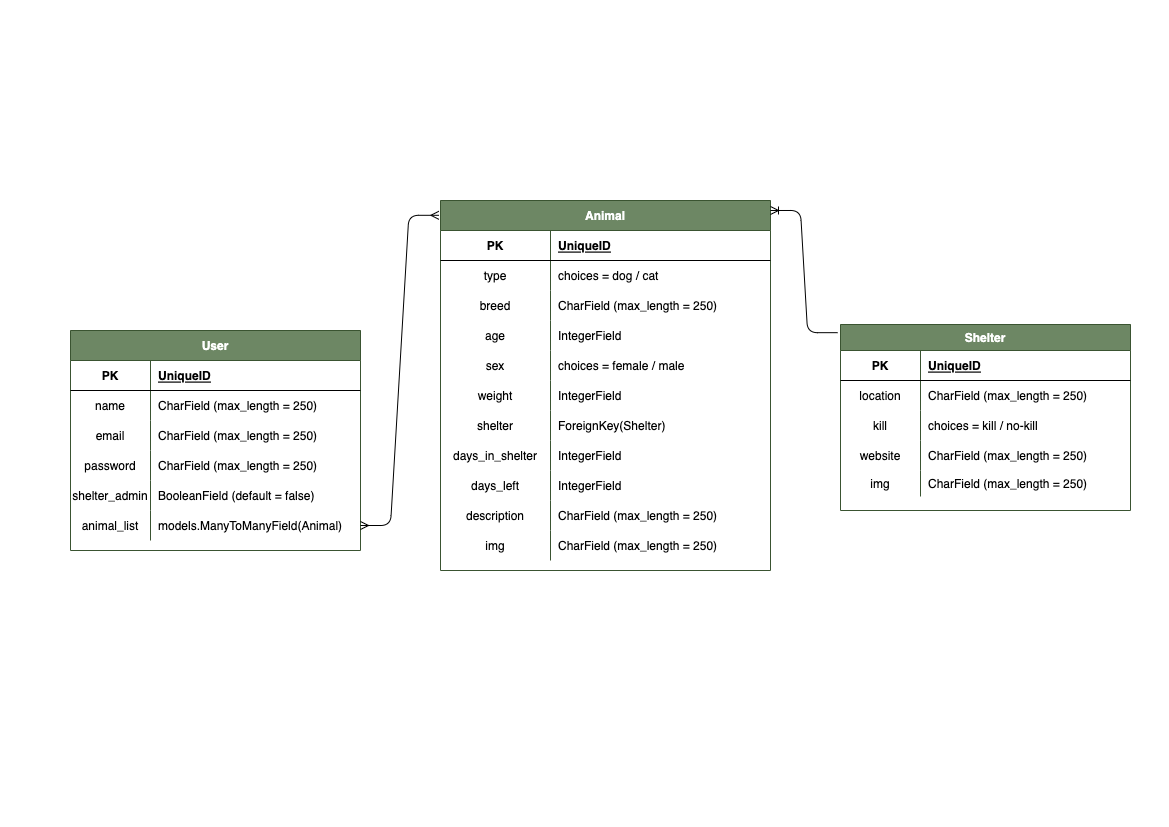 User
PK UniqueID
name CharField (max_length = 250)
email CharField (max_length = 250)
password CharField (max_length = 250)
shelter_admin BooleanField (default = false)
animal_list models.ManyToManyField(Animal)
Animal
PK UniqueID
type choices = dog / cat
breed CharField (max_length = 250)
age IntegerField
sex choices = female / male
weight IntegerField
shelter ForeignKey(Shelter)
days_in_shelter IntegerField
days_left IntegerField
description CharField (max_length = 250)
img CharField (max_length = 250)
Shelter
PK UniqueID
location CharField (max_length = 250)
kill choices = kill / no-kill
website CharField (max_length = 250)
img CharField (max_length = 250)